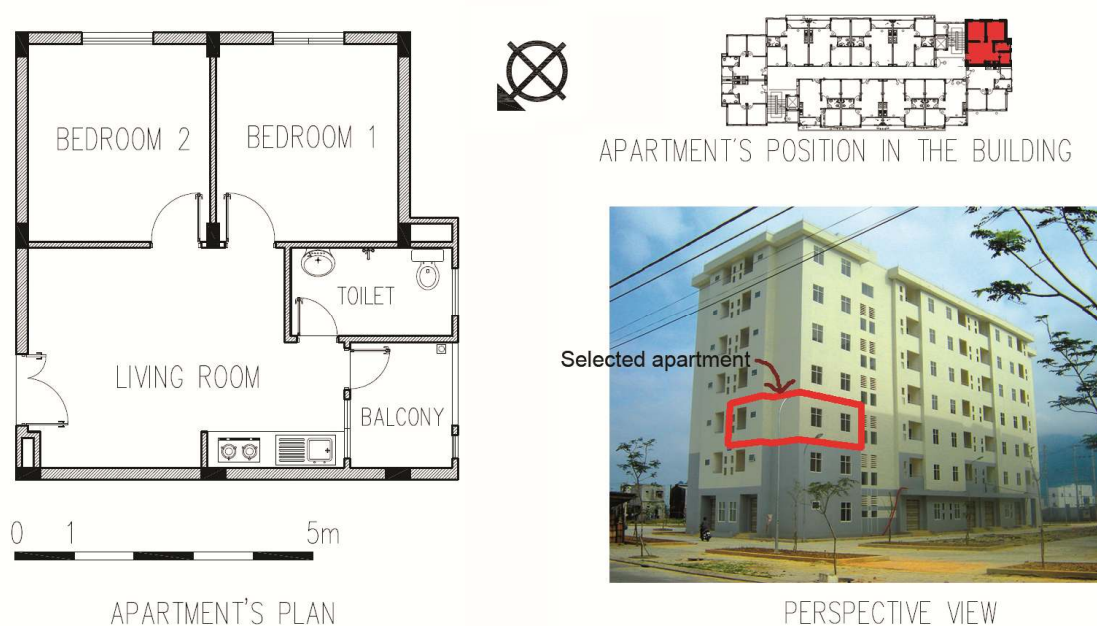 BEDROOM 2
BEDROOM 1
TOILET
LIVING ROOM
BALCONY
0 1 5m
APARTMENT'S PLAN
APARTMENT'S POSITION IN THE BUILDING
Selected apartment
PERSPECTIVE VIEW